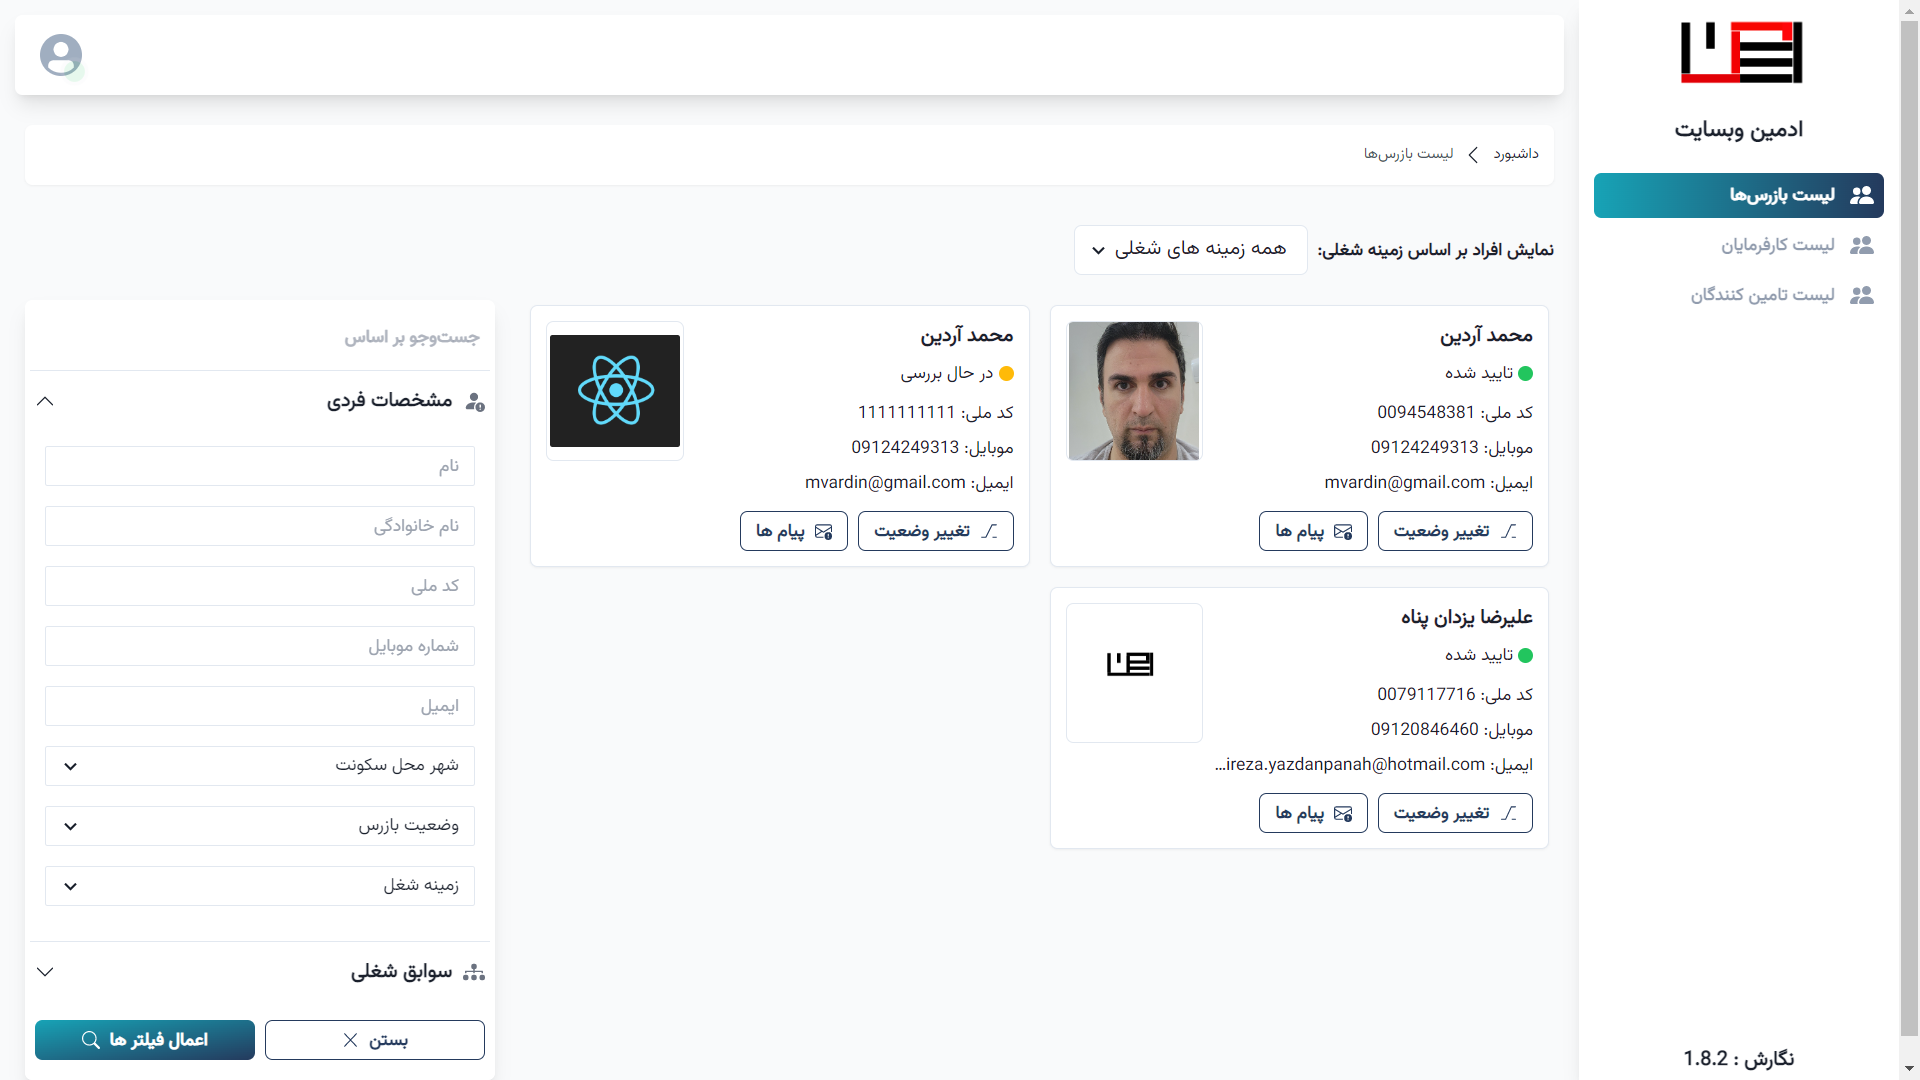 ادمین وبسایت
لیست بازرس‌ها
لیست کارفرمایان
لیست تامین کنندگان
نگارش : 1.8.2
داشبورد
لیست بازرس‌ها
نمایش افراد بر اساس زمینه شغلی:
همه زمینه های شغلی
محمد آردین
تایید شده
کد ملی: 0094548381
موبایل: 09124249313
ایمیل: mvardin@gmail.com
تغییر وضعیت
پیام ها
محمد آردین
در حال بررسی
کد ملی: 1111111111
موبایل: 09124249313
ایمیل: mvardin@gmail.com
تغییر وضعیت
پیام ها
علیرضا یزدان پناه
تایید شده
کد ملی: 0079117716
موبایل: 09120846460
ایمیل: ireza.yazdanpanah@hotmail.com...
تغییر وضعیت
پیام ها
جست‌وجو بر اساس
مشخصات فردی
نام
نام خانوادگی
کد ملی
شماره موبایل
ایمیل
شهر محل سکونت
وضعیت بازرس
زمینه شغل
سوابق شغلی
بستن
اعمال فیلتر ها